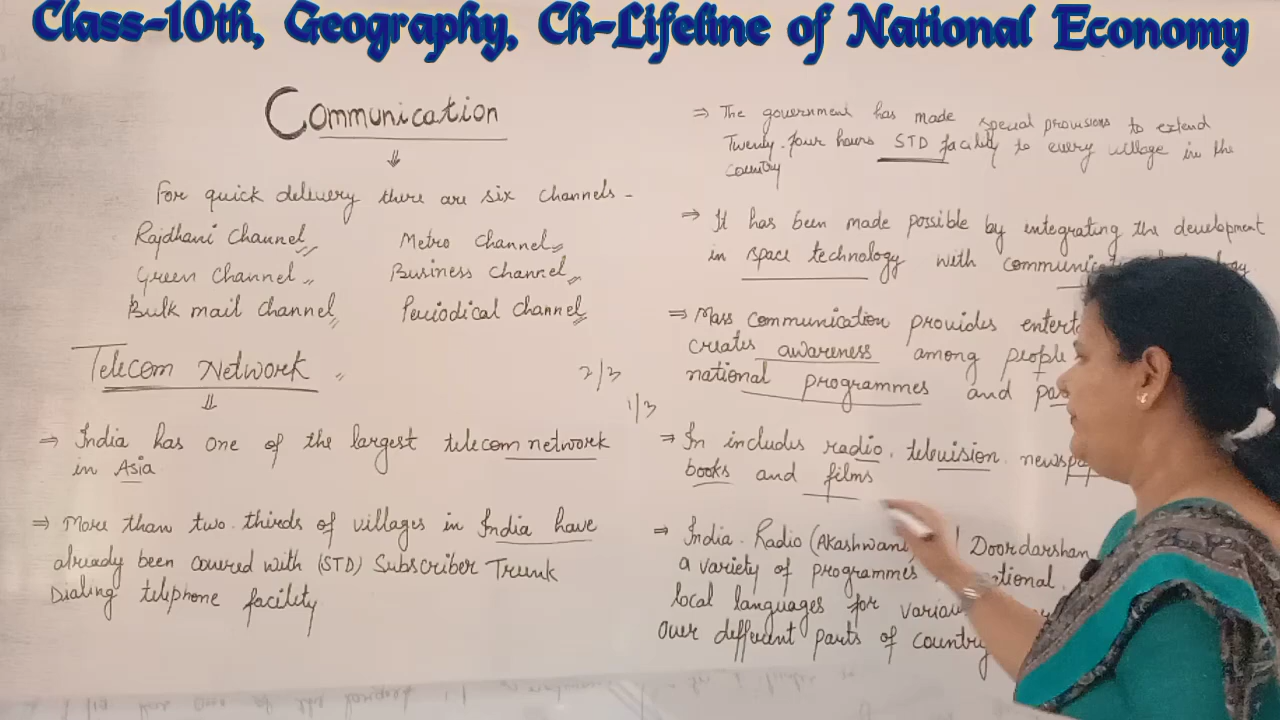 Class-10th, Geography, Ch-Lifeline of National Economy
Communication
⇓
For quick delivery there are six channels -
Rajdhani Channel
Metro Channel
Green Channel
Business Channel
Bulk mail channel
Periodical Channel
Telecom Network
⇓
⇒ India has one of the largest telecom network
in Asia
⇒ More than two-thirds of villages in India have
already been covered with (STD) Subscriber Trunk
Dialing telephone facility
2/3
1/3
⇒ The government has made special provisions to extend
Twenty-four hours STD facility to every village in the
country
⇒ It has been made possible by integrating the development
in space technology with
⇒ Mass communication provides
creates awareness among people
national programmes and
⇒ In includes radio, television,
books and films
⇒ India. Radio (Akashwani Doordarshan
a variety of programmes
local languages for
over different parts of country